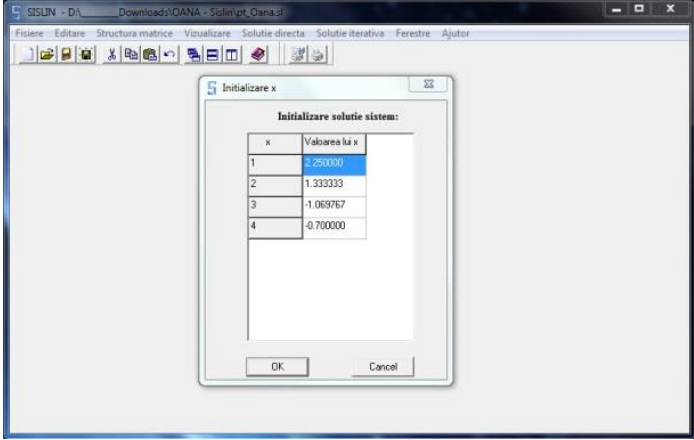 SISLIN - D:\______Downloads\OANA - Sislin\pt_Oana.sl
Fisiere Editare Structura matrice Vizualizare Solutie directa Solutie iterativa Ferestre Ajutor
Initializare x
Initializare solutie sistem:
x Valoarea lui x
1 2.250000
2 1.333333
3 -1.069767
4 -0.700000
OK Cancel